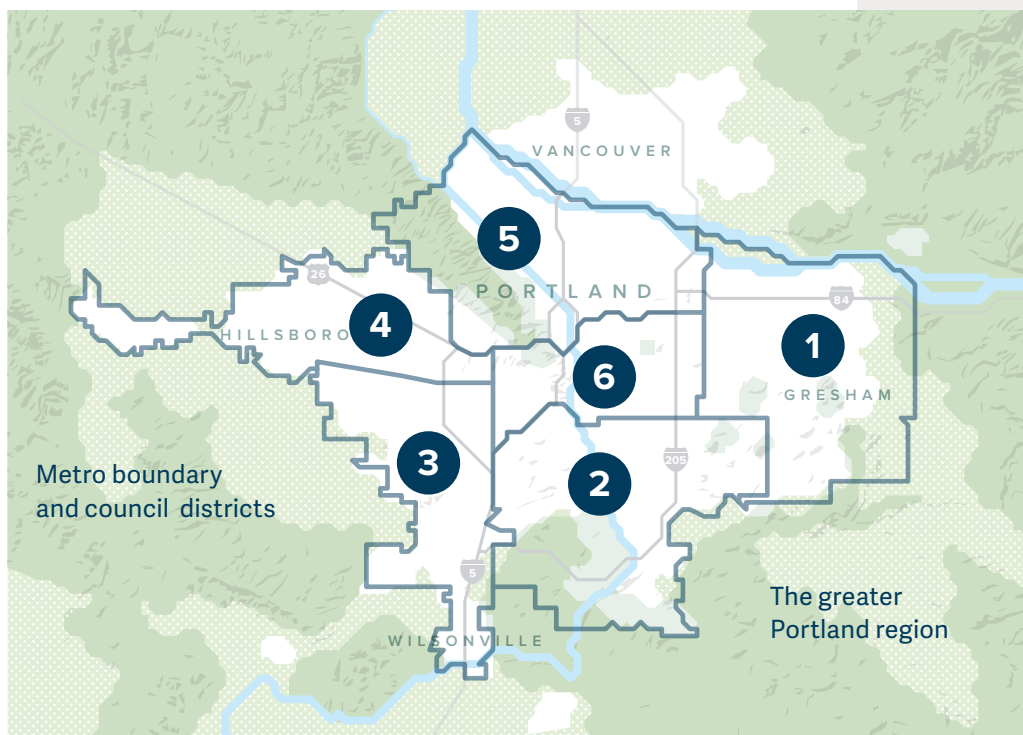 5
VANCOUVER
5
26
PORTLAND
84
HILLSBORO
4
1
6
GRESHAM
3
205
2
Metro boundary
and council districts
5
The greater
Portland region
WILSONVILLE